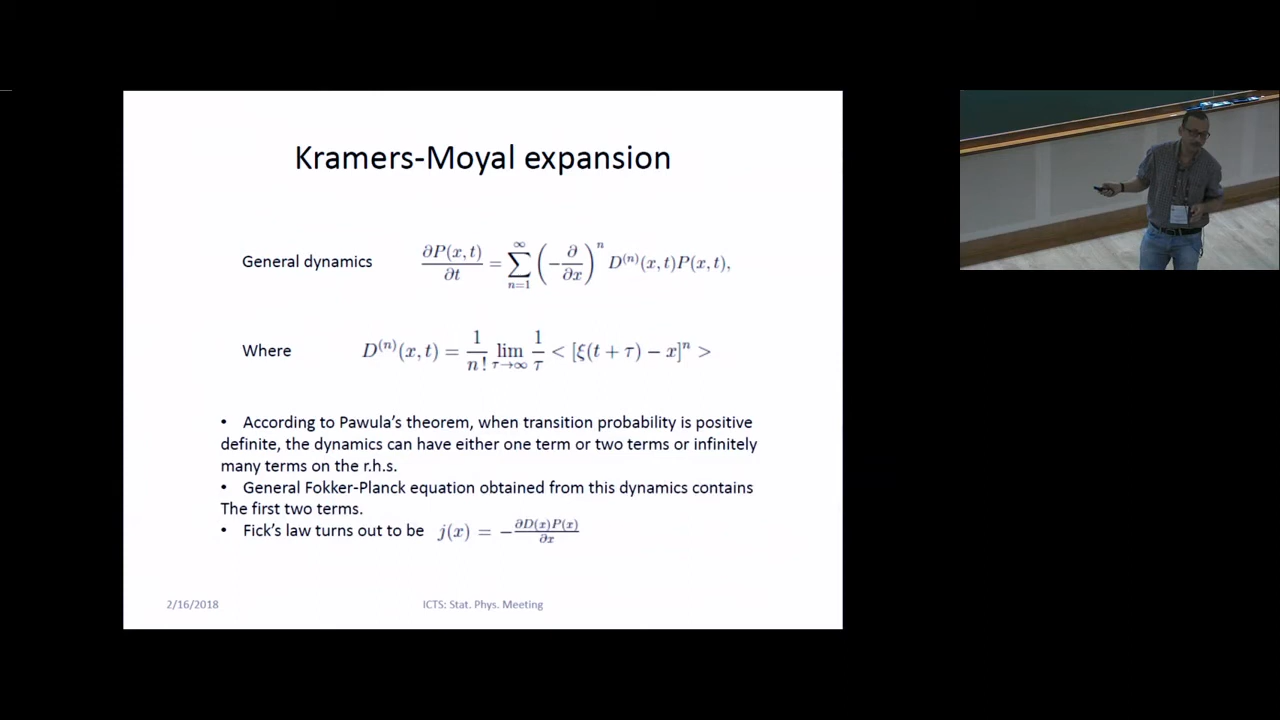 Kramers-Moyal expansion
General dynamics ∂P(x,t)/∂t = ∑_{n=1}^{∞} (−∂/∂x)^n D^{(n)}(x,t)P(x,t),
Where D^{(n)}(x,t) = 1/n! lim_{τ→∞} 1/τ < [ξ(t + τ) − x]^n >
• According to Pawula's theorem, when transition probability is positive
definite, the dynamics can have either one term or two terms or infinitely
many terms on the r.h.s.
• General Fokker-Planck equation obtained from this dynamics contains
The first two terms.
• Fick's law turns out to be j(x) = −∂D(x)P(x)/∂x
2/16/2018 ICTS: Stat. Phys. Meeting